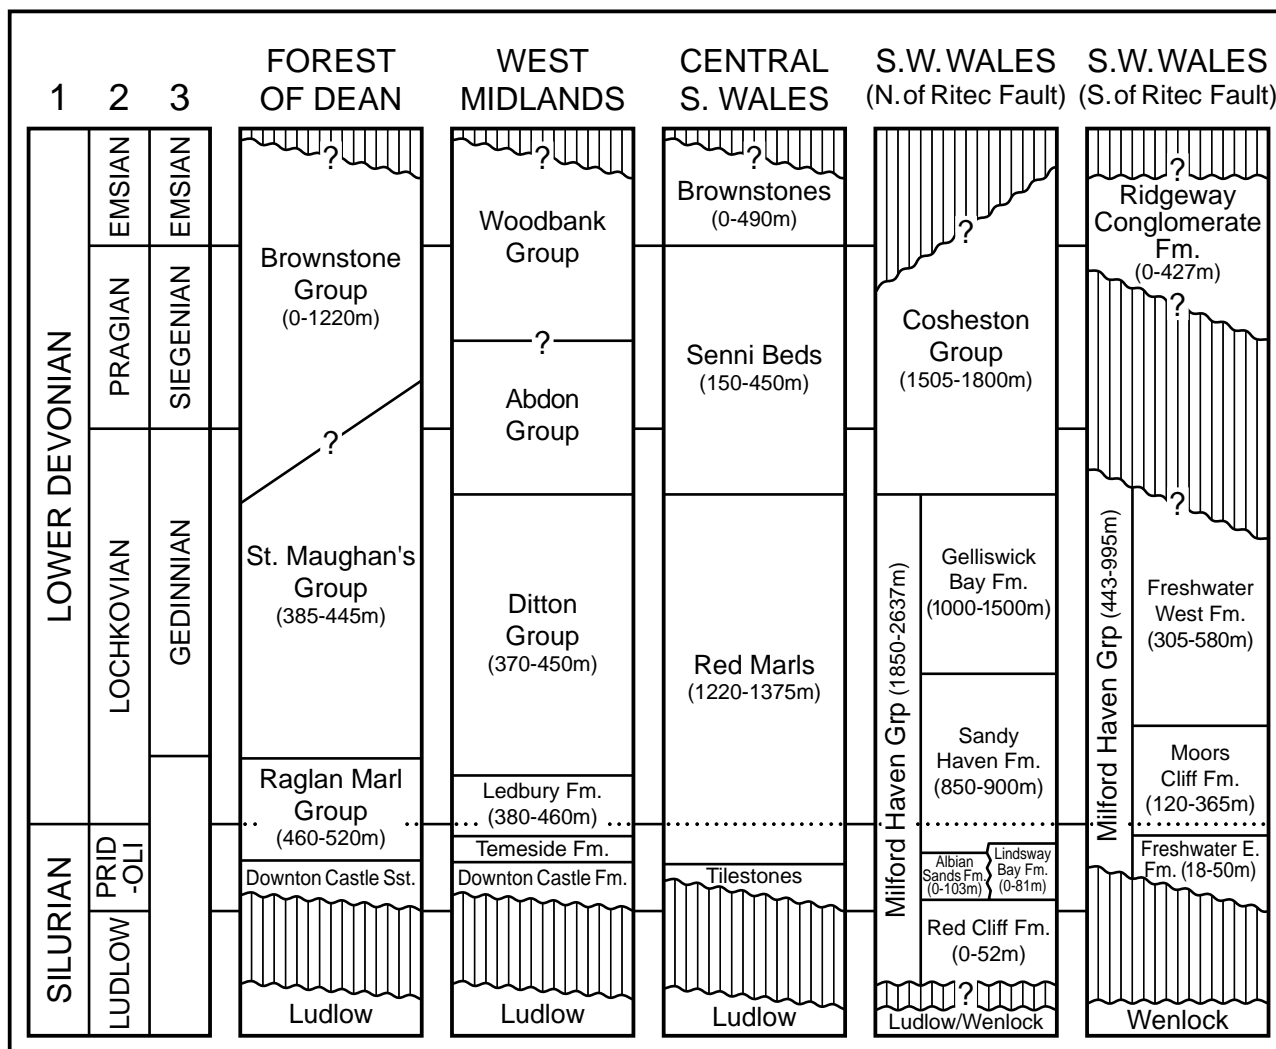 1
2
3
FOREST
OF DEAN
WEST
MIDLANDS
CENTRAL
S. WALES
S.W. WALES
(N. of Ritec Fault)
S.W. WALES
(S. of Ritec Fault)
LOWER DEVONIAN
SILURIAN
EMSIAN
PRAGIAN
LOCHKOVIAN
PRID
-OLI
LUDLOW
EMSIAN
SIEGENIAN
GEDINNIAN
?
Brownstone
Group
(0-1220m)
?
St. Maughan's
Group
(385-445m)
Raglan Marl
Group
(460-520m)
Downton Castle Sst.
Ludlow
?
Woodbank
Group
?
Abdon
Group
Ditton
Group
(370-450m)
Ledbury Fm.
(380-460m)
Temeside Fm.
Downton Castle Fm.
Ludlow
?
Brownstones
(0-490m)
Senni Beds
(150-450m)
Red Marls
(1220-1375m)
Tilestones
Ludlow
?
Cosheston
Group
(1505-1800m)
Milford Haven Grp (1850-2637m)
Gelliswick
Bay Fm.
(1000-1500m)
Sandy
Haven Fm.
(850-900m)
Albian
Sands Fm.
(0-103m)
Lindsway
Bay Fm.
(0-81m)
Red Cliff Fm.
(0-52m)
?
Ludlow/Wenlock
?
Ridgeway
Conglomerate
Fm.
(0-427m)
?
?
Milford Haven Grp (443-995m)
Freshwater
West Fm.
(305-580m)
Moors
Cliff Fm.
(120-365m)
Freshwater E.
Fm. (18-50m)
Wenlock